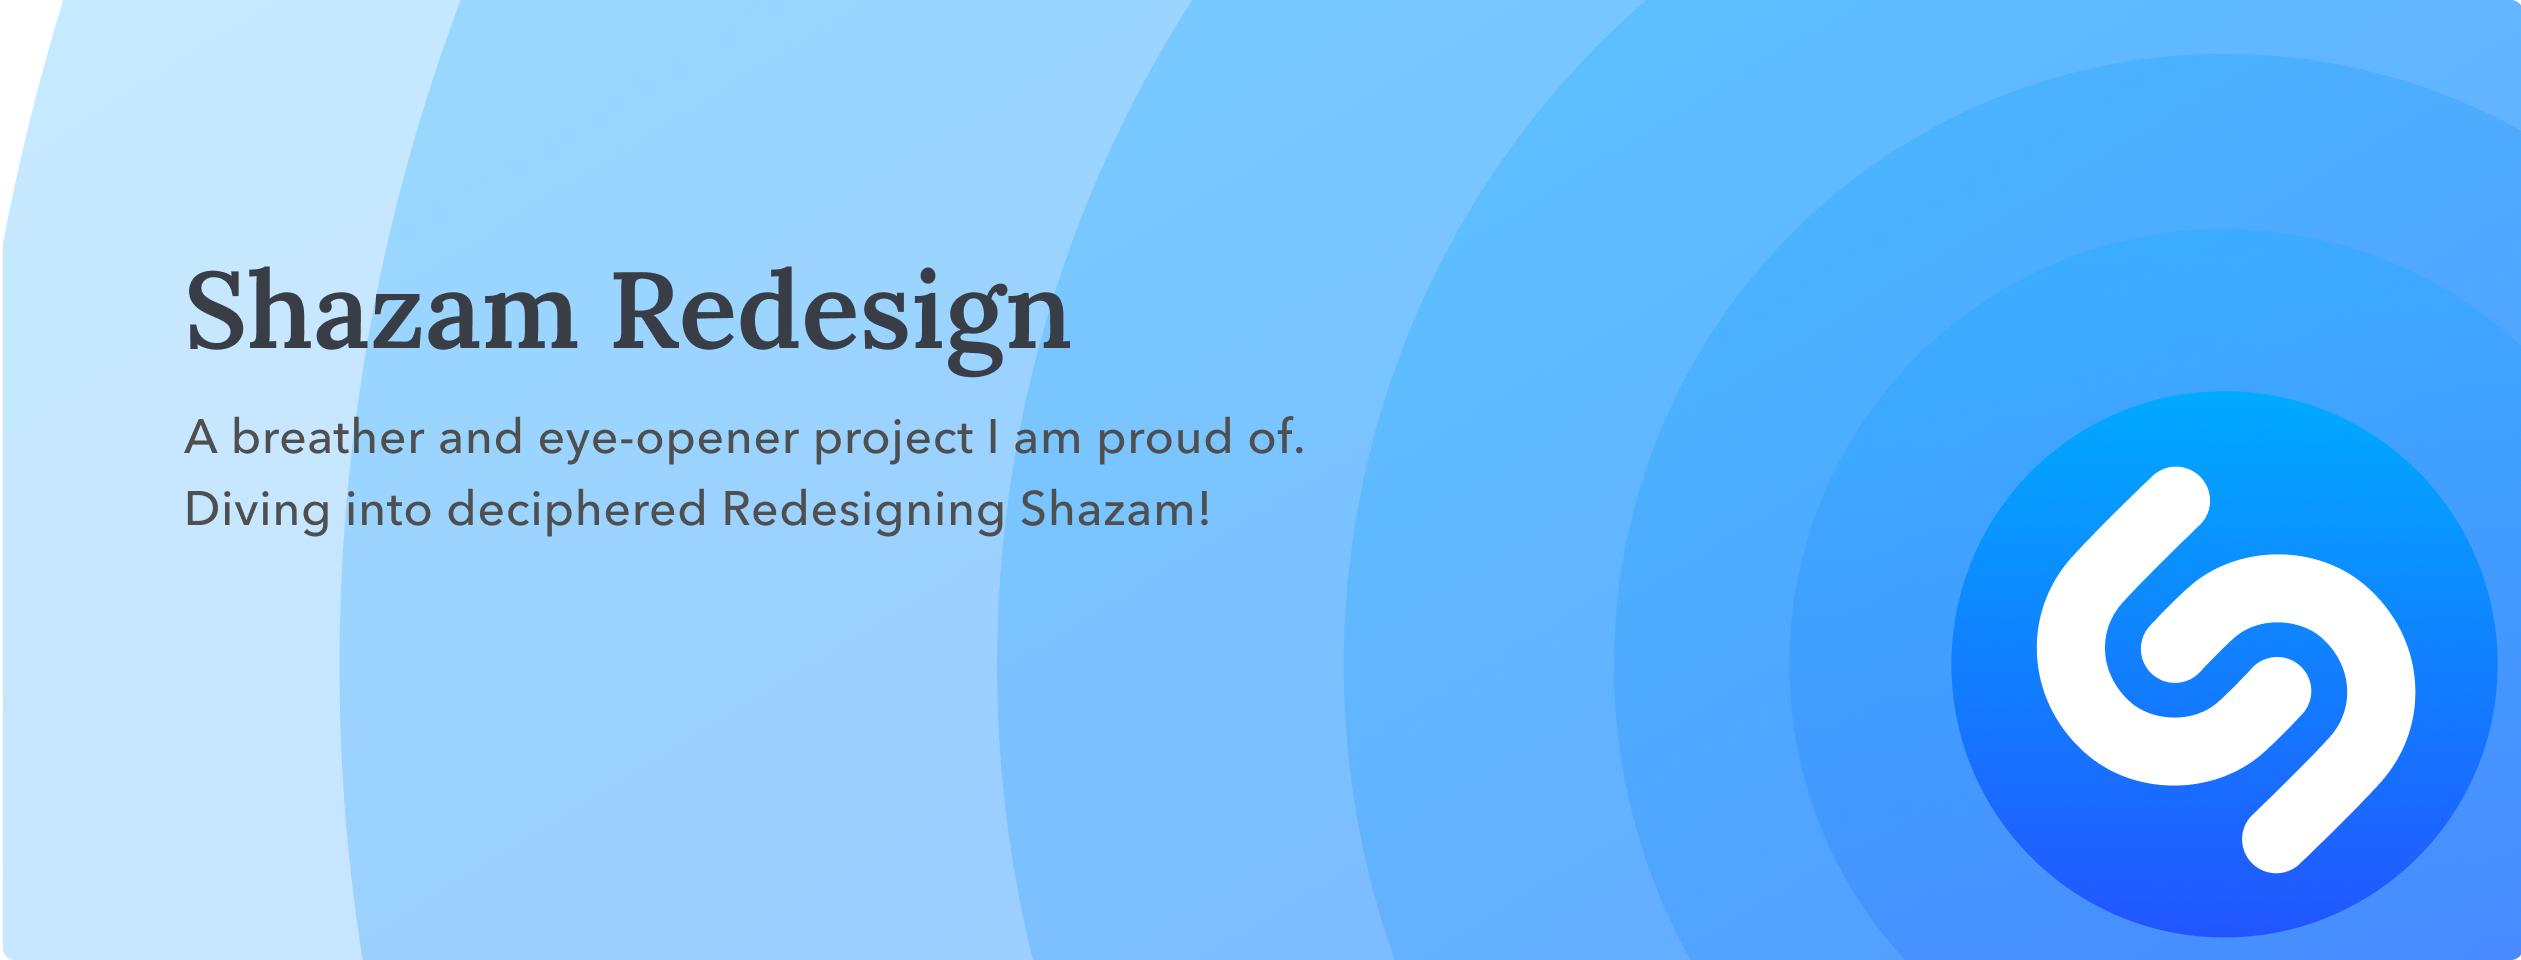 Shazam Redesign
A breather and eye-opener project I am proud of.
Diving into deciphered Redesigning Shazam!